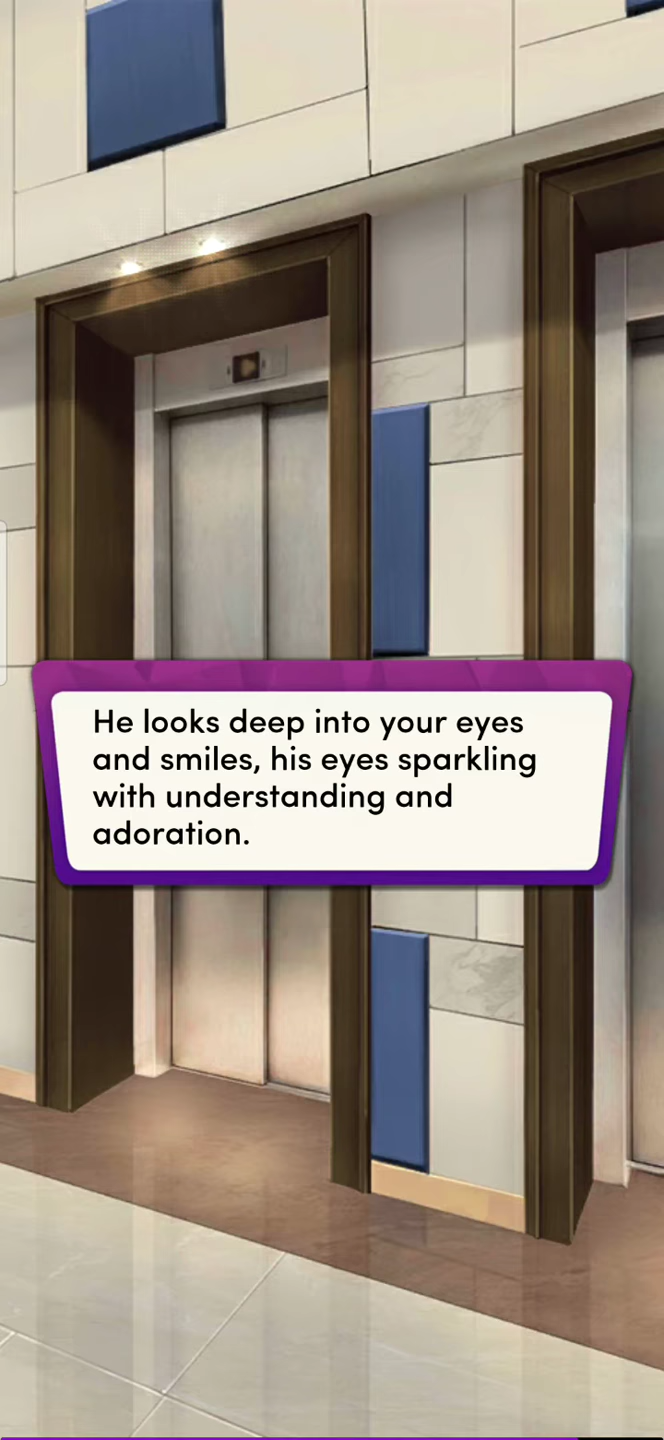 He looks deep into your eyes
and smiles, his eyes sparkling
with understanding and
adoration.